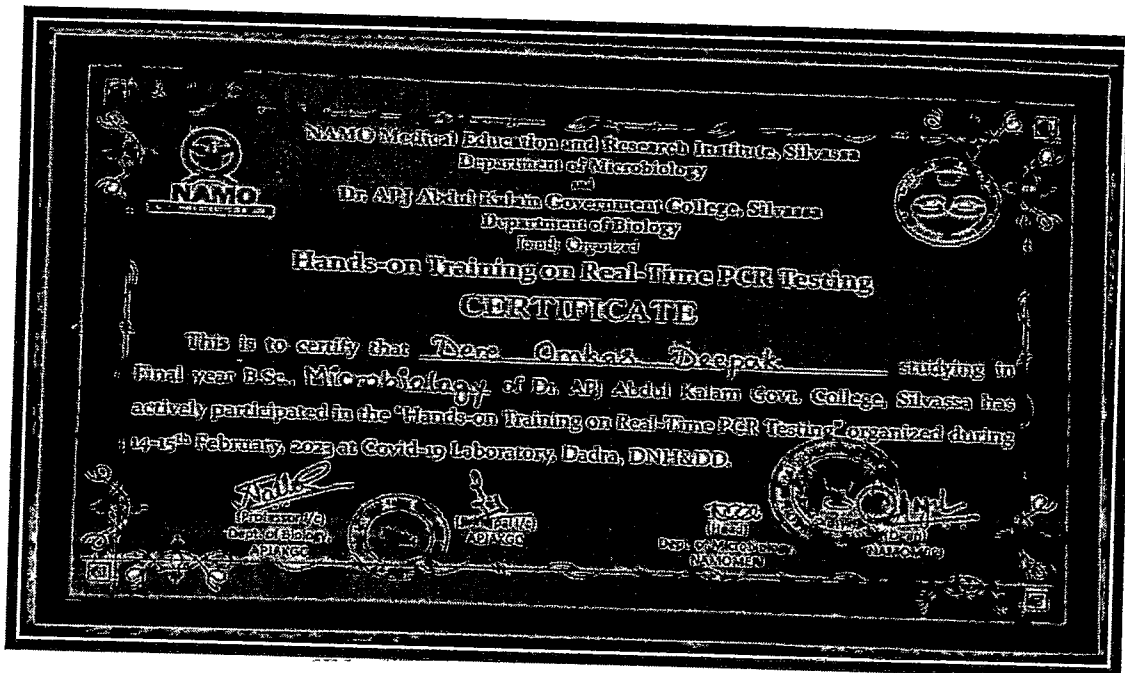 NAMO
NAMO Medical Education and Research Institute, Silvassa
Department of Microbiology
and
Dr. APJ Abdul Kalam Government College, Silvassa
Department of Biology
Jointly Organized
Hands-on Training on Real-Time PCR Testing
CERTIFICATE
This is to certify that Dere Omkar Deepak studying in
Final year B.Sc., Microbiology of Dr. APJ Abdul Kalam Govt. College, Silvassa has
actively participated in the "Hands-on Training on Real-Time PCR Testing" organized during
14-15th February, 2023 at Covid-19 Laboratory, Dadra, DNH&DD.
(Professor I/c)
Dept. Of Biology,
APJAKGC
(Principal I/c)
APJAKGC
(Head)
Dept. Of Microbiology,
NAMOMERI
(Dean)
NAMOMERI